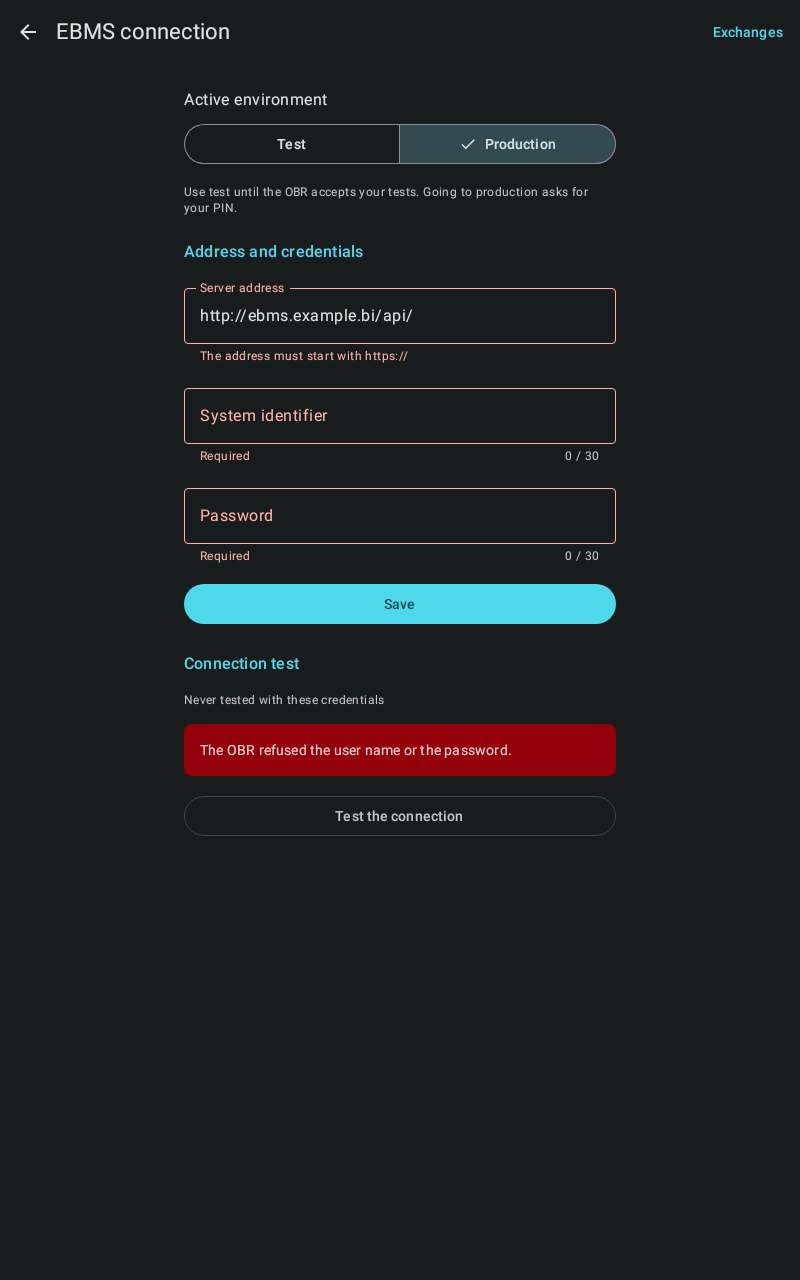 EBMS connection
Exchanges
Active environment
Test
Production
Use test until the OBR accepts your tests. Going to production asks for
your PIN.
Address and credentials
Server address
http://ebms.example.bi/api/
The address must start with https://
System identifier
Required
0 / 30
Password
Required
0 / 30
Save
Connection test
Never tested with these credentials
The OBR refused the user name or the password.
Test the connection